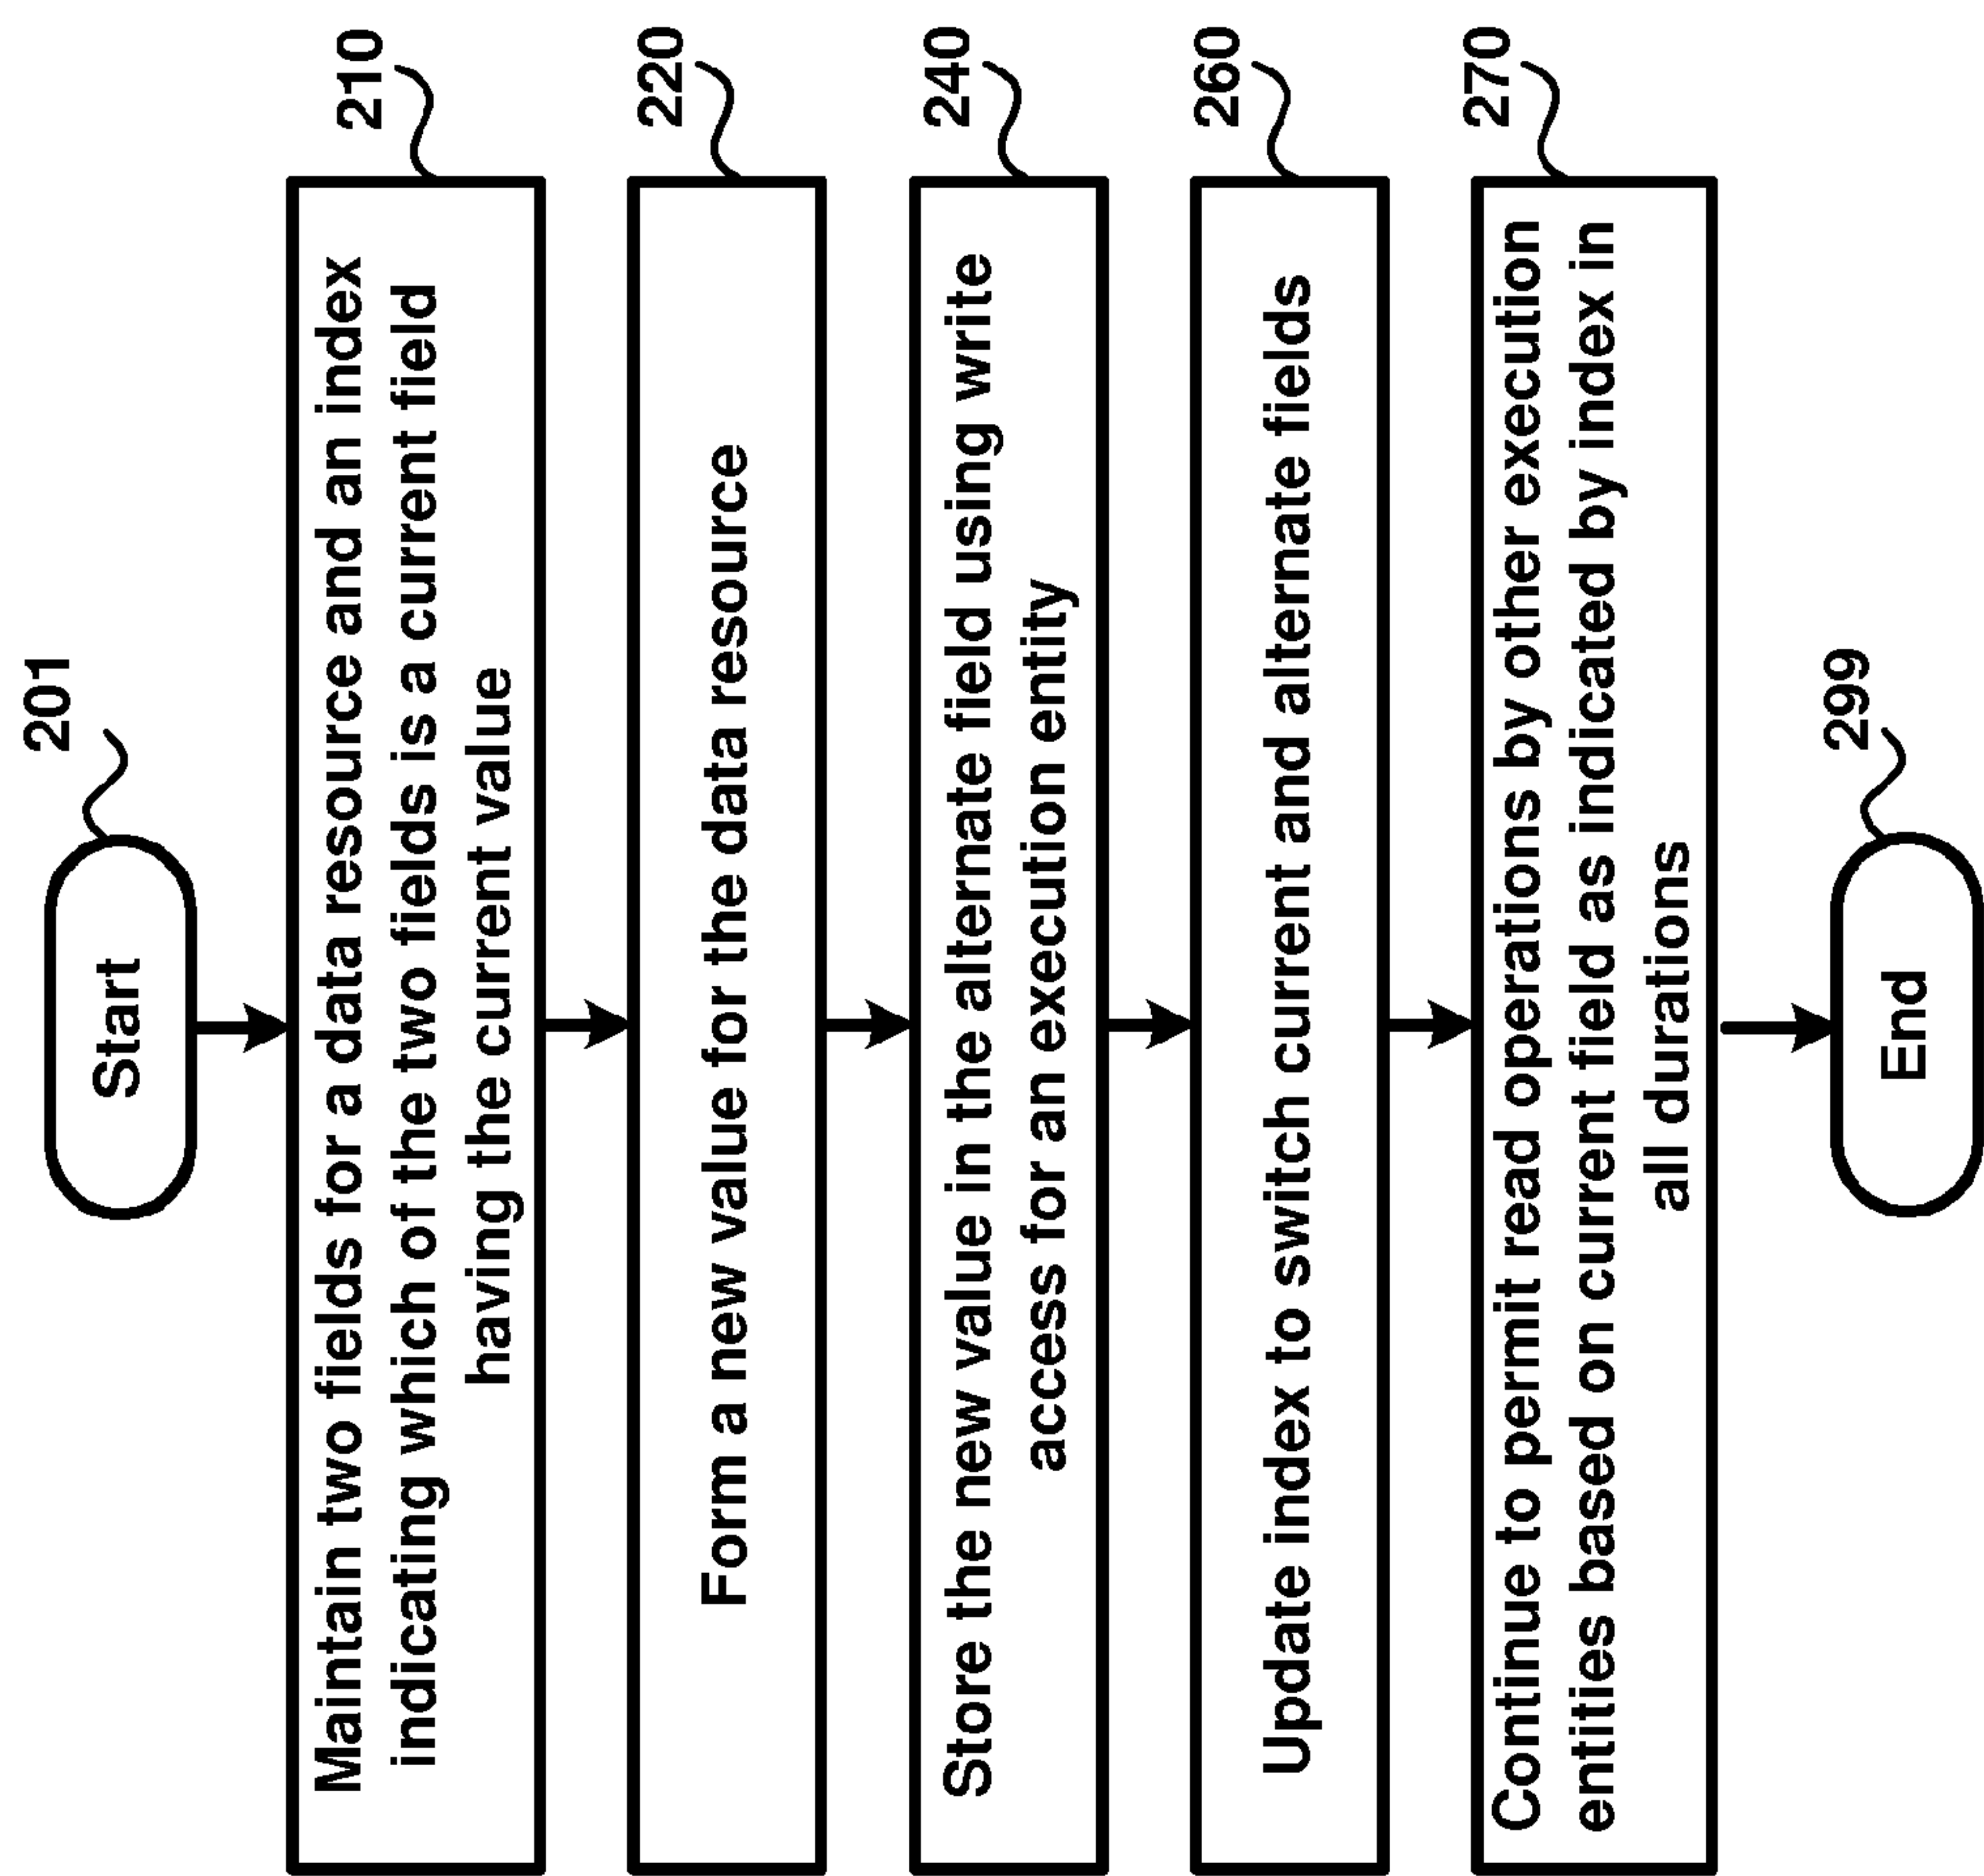 201
Start
210
Maintain two fields for a data resource and an index
indicating which of the two fields is a current field
having the current value
220
Form a new value for the data resource
240
Store the new value in the alternate field using write
access for an execution entity
260
Update index to switch current and alternate fields
270
Continue to permit read operations by other execution
entities based on current field as indicated by index in
all durations
299
End